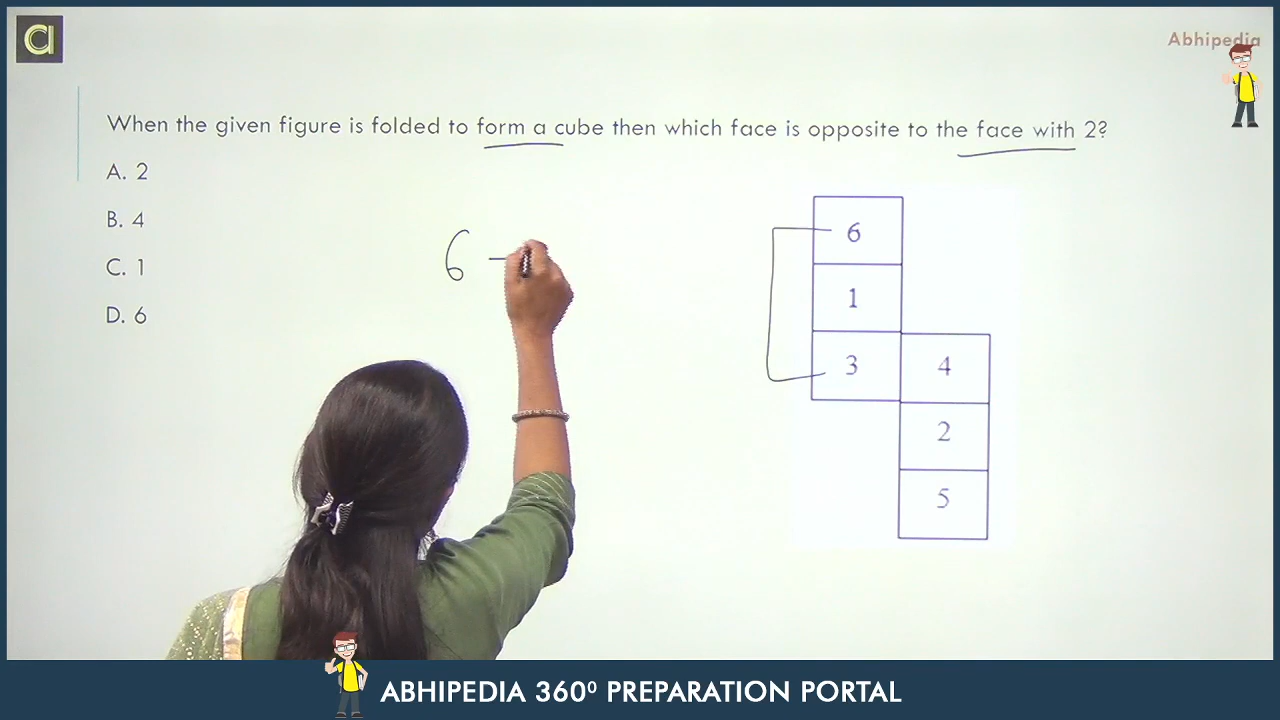 a
Abhipedia
When the given figure is folded to form a cube then which face is opposite to the face with 2?
A. 2
B. 4
C. 1
D. 6
6 -
6
1
3 4
2
5
ABHIPEDIA 360⁰ PREPARATION PORTAL